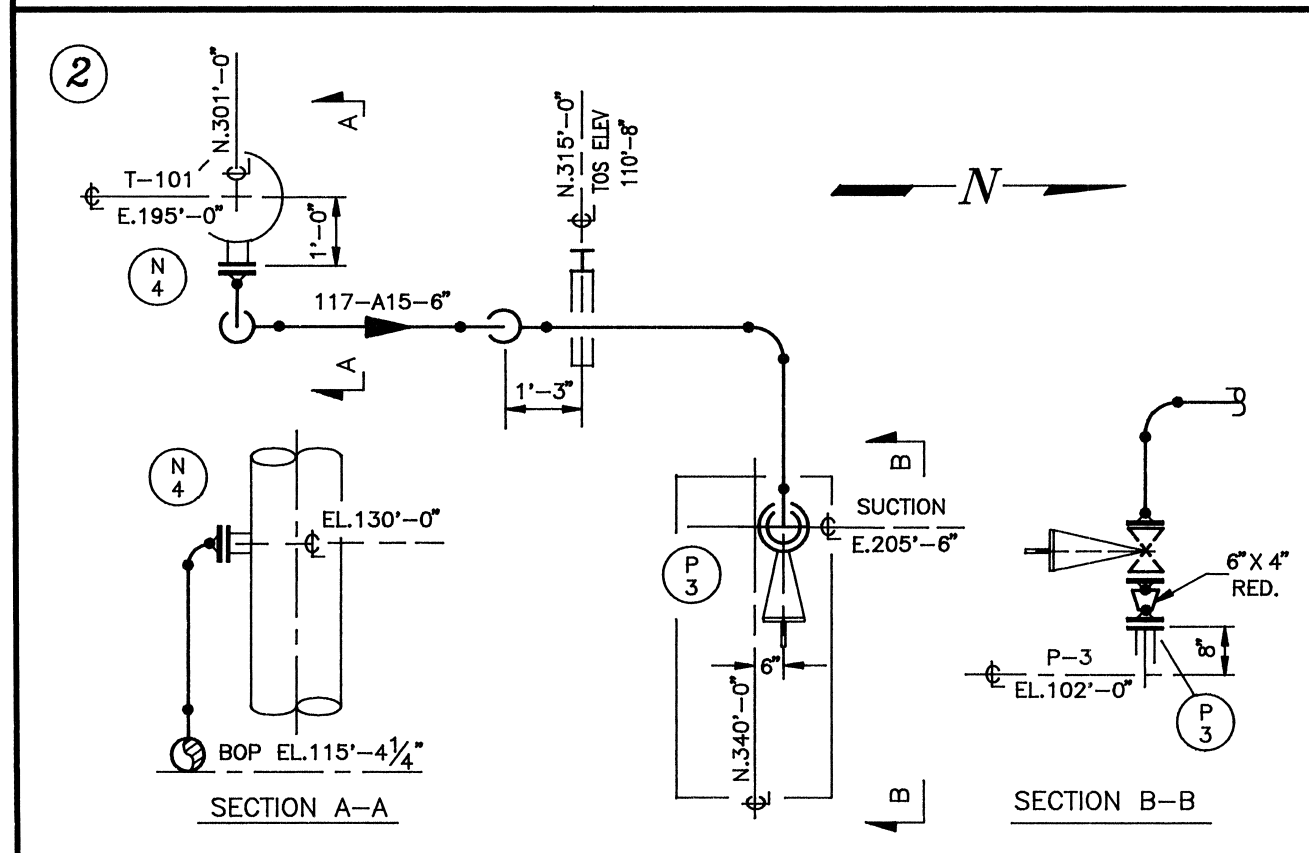 2
N.301'-0"
A
T-101
℄
E.195'-0"
1'-0"
N
4
117-A15-6"
A
N.315'-0"
TOS ELEV
110'-8"
℄
1'-3"
N
N
4
EL.130'-0"
℄
BOP EL.115'-4 1/4"
SECTION A-A
B
SUCTION
℄
E.205'-6"
P
3
6"
N.340'-0"
℄
B
6" X 4"
RED.
8"
P-3
℄
EL.102'-0"
P
3
SECTION B-B